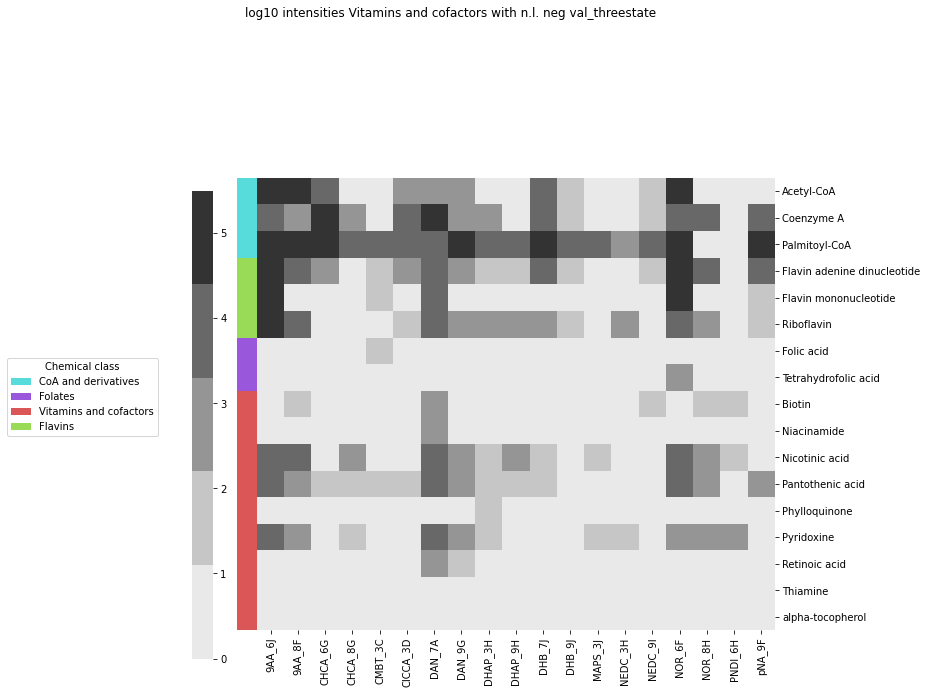 log10 intensities Vitamins and cofactors with n.l. neg val_threestate
Chemical class
CoA and derivatives
Folates
Vitamins and cofactors
Flavins
5
4
3
2
1
0
Acetyl-CoA
Coenzyme A
Palmitoyl-CoA
Flavin adenine dinucleotide
Flavin mononucleotide
Riboflavin
Folic acid
Tetrahydrofolic acid
Biotin
Niacinamide
Nicotinic acid
Pantothenic acid
Phylloquinone
Pyridoxine
Retinoic acid
Thiamine
alpha-tocopherol
9AA_6J
9AA_8F
CHCA_6G
CHCA_8G
CMBT_3C
ClCCA_3D
DAN_7A
DAN_9G
DHAP_3H
DHAP_9H
DHB_7J
DHB_9J
MAPS_3J
NEDC_3H
NEDC_9I
NOR_6F
NOR_8H
PNDI_6H
pNA_9F